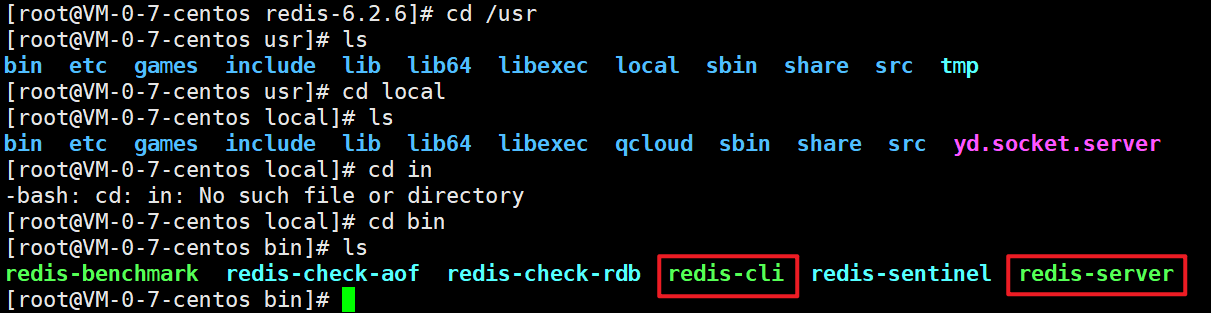 [root@VM-0-7-centos redis-6.2.6]# cd /usr
[root@VM-0-7-centos usr]# ls
bin  etc  games  include  lib  lib64  libexec  local  sbin  share  src  tmp
[root@VM-0-7-centos usr]# cd local
[root@VM-0-7-centos local]# ls
bin  etc  games  include  lib  lib64  libexec  qcloud  sbin  share  src  yd.socket.server
[root@VM-0-7-centos local]# cd in
-bash: cd: in: No such file or directory
[root@VM-0-7-centos local]# cd bin
[root@VM-0-7-centos bin]# ls
redis-benchmark  redis-check-aof  redis-check-rdb  redis-cli  redis-sentinel  redis-server
[root@VM-0-7-centos bin]#